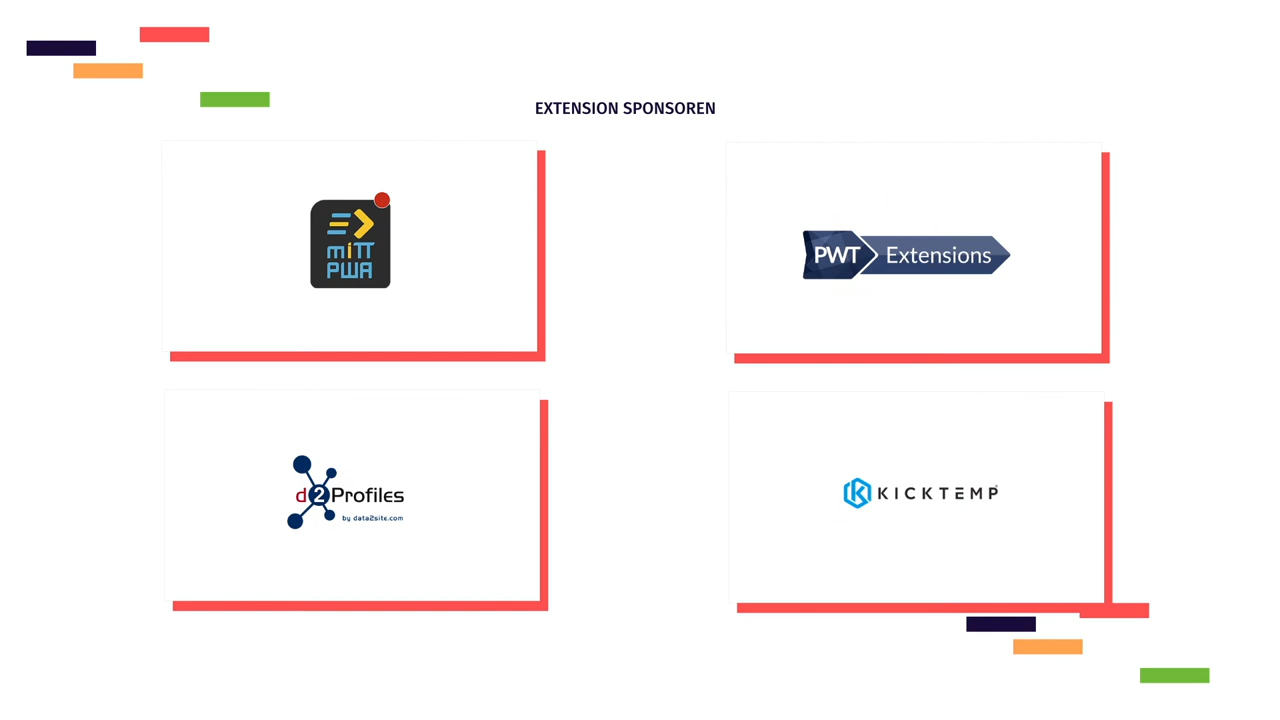 EXTENSION SPONSOREN
miTT
PWA
PWT Extensions
d2Profiles
by data2site.com
KICKTEMP